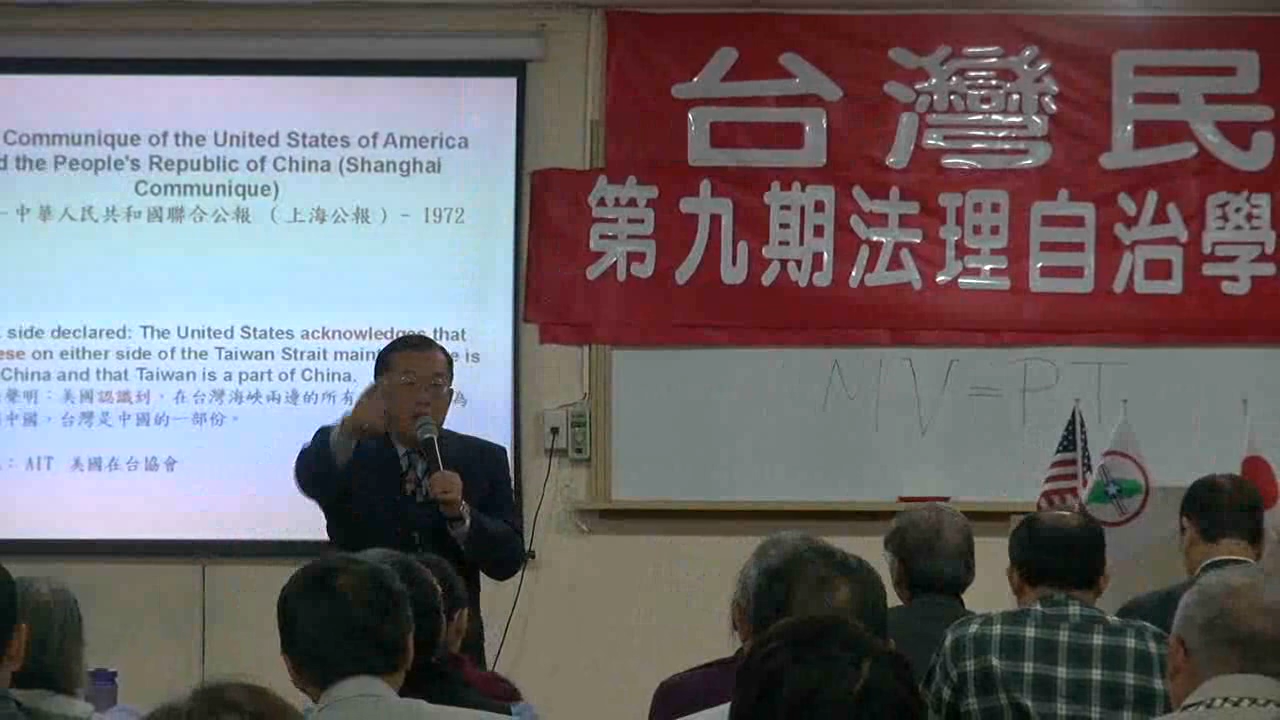 Communique of the United States of America
the People's Republic of China (Shanghai
Communique)
中華人民共和國聯合公報 (上海公報) - 1972
side declared: The United States acknowledges that
on either side of the Taiwan Strait is
China and that Taiwan is a part of China.
聲明：美國認識到，在台灣海峽兩邊的所有 為
中國，台灣是中國的一部份。
: AIT 美國在台協會
台灣民
第九期法理自治學
MV=PT